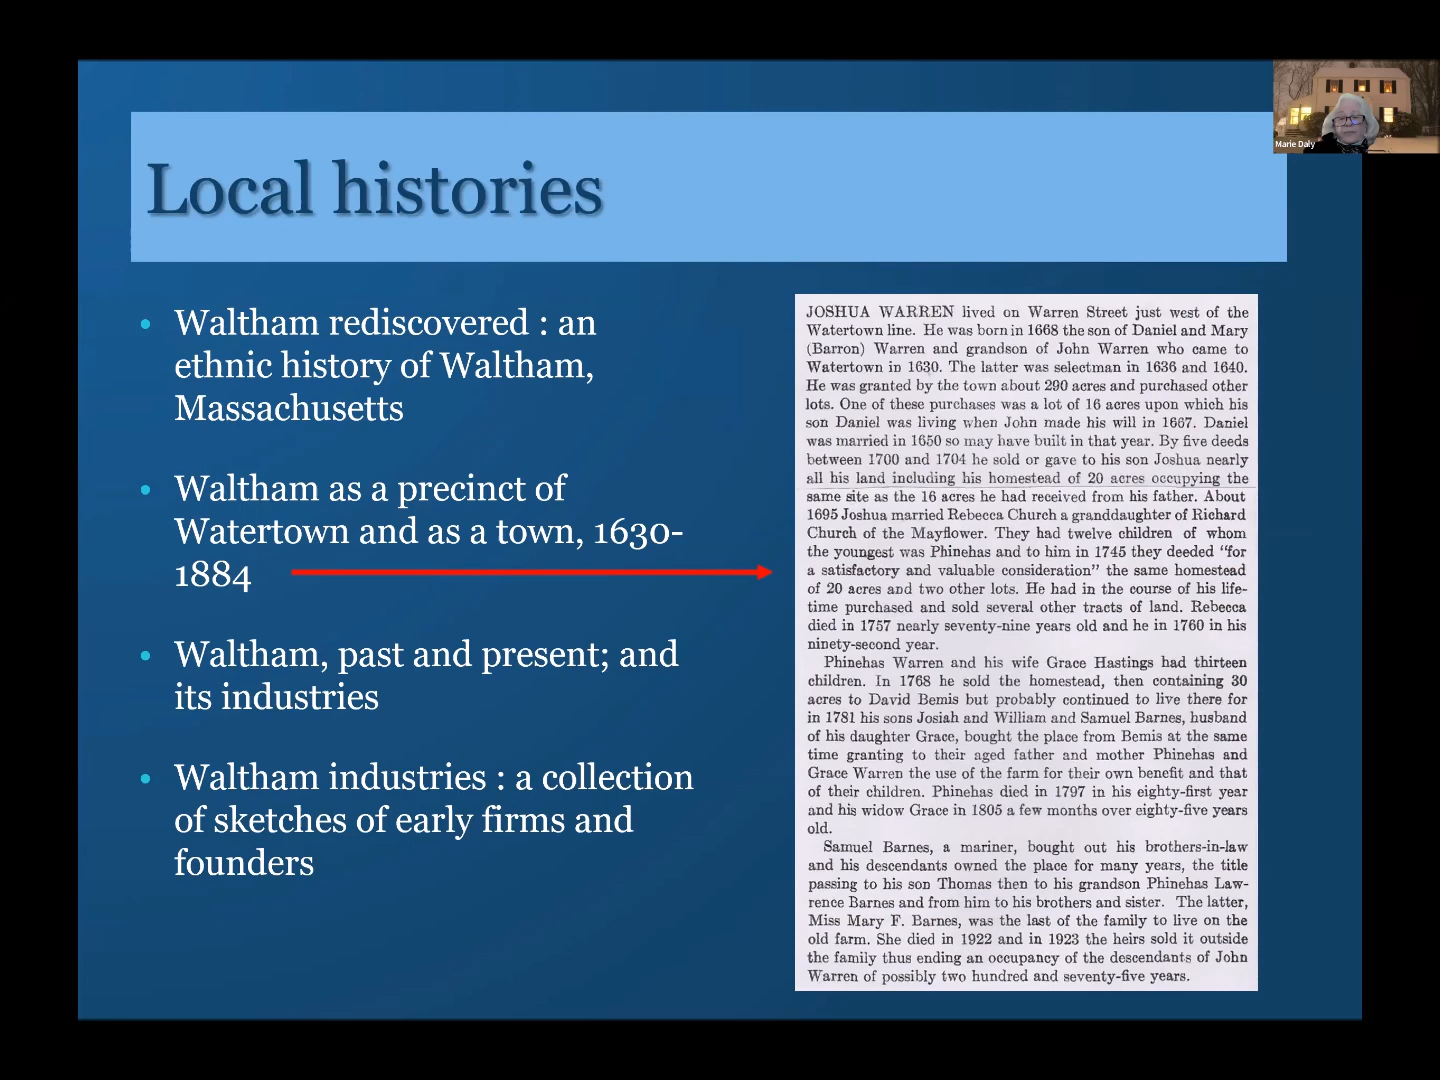 Marie Daly
Local histories
• Waltham rediscovered : an
ethnic history of Waltham,
Massachusetts
• Waltham as a precinct of
Watertown and as a town, 1630-
1884
• Waltham, past and present; and
its industries
• Waltham industries : a collection
of sketches of early firms and
founders
JOSHUA WARREN lived on Warren Street just west of the
Watertown line. He was born in 1668 the son of Daniel and Mary
(Barron) Warren and grandson of John Warren who came to
Watertown in 1630. The latter was selectman in 1636 and 1640.
He was granted by the town about 290 acres and purchased other
lots. One of these purchases was a lot of 16 acres upon which his
son Daniel was living when John made his will in 1667. Daniel
was married in 1650 so may have built in that year. By five deeds
between 1700 and 1704 he sold or gave to his son Joshua nearly
all his land including his homestead of 20 acres occupying the
same site as the 16 acres he had received from his father. About
1695 Joshua married Rebecca Church a granddaughter of Richard
Church of the Mayflower. They had twelve children of whom
the youngest was Phinehas and to him in 1745 they deeded “for
a satisfactory and valuable consideration” the same homestead
of 20 acres and two other lots. He had in the course of his life-
time purchased and sold several other tracts of land. Rebecca
died in 1757 nearly seventy-nine years old and he in 1760 in his
ninety-second year.
Phinehas Warren and his wife Grace Hastings had thirteen
children. In 1768 he sold the homestead, then containing 30
acres to David Bemis but probably continued to live there for
in 1781 his sons Josiah and William and Samuel Barnes, husband
of his daughter Grace, bought the place from Bemis at the same
time granting to their aged father and mother Phinehas and
Grace Warren the use of the farm for their own benefit and that
of their children. Phinehas died in 1797 in his eighty-first year
and his widow Grace in 1805 a few months over eighty-five years
old.
Samuel Barnes, a mariner, bought out his brothers-in-law
and his descendants owned the place for many years, the title
passing to his son Thomas then to his grandson Phinehas Law-
rence Barnes and from him to his brothers and sister. The latter,
Miss Mary F. Barnes, was the last of the family to live on the
old farm. She died in 1922 and in 1923 the heirs sold it outside
the family thus ending an occupancy of the descendants of John
Warren of possibly two hundred and seventy-five years.